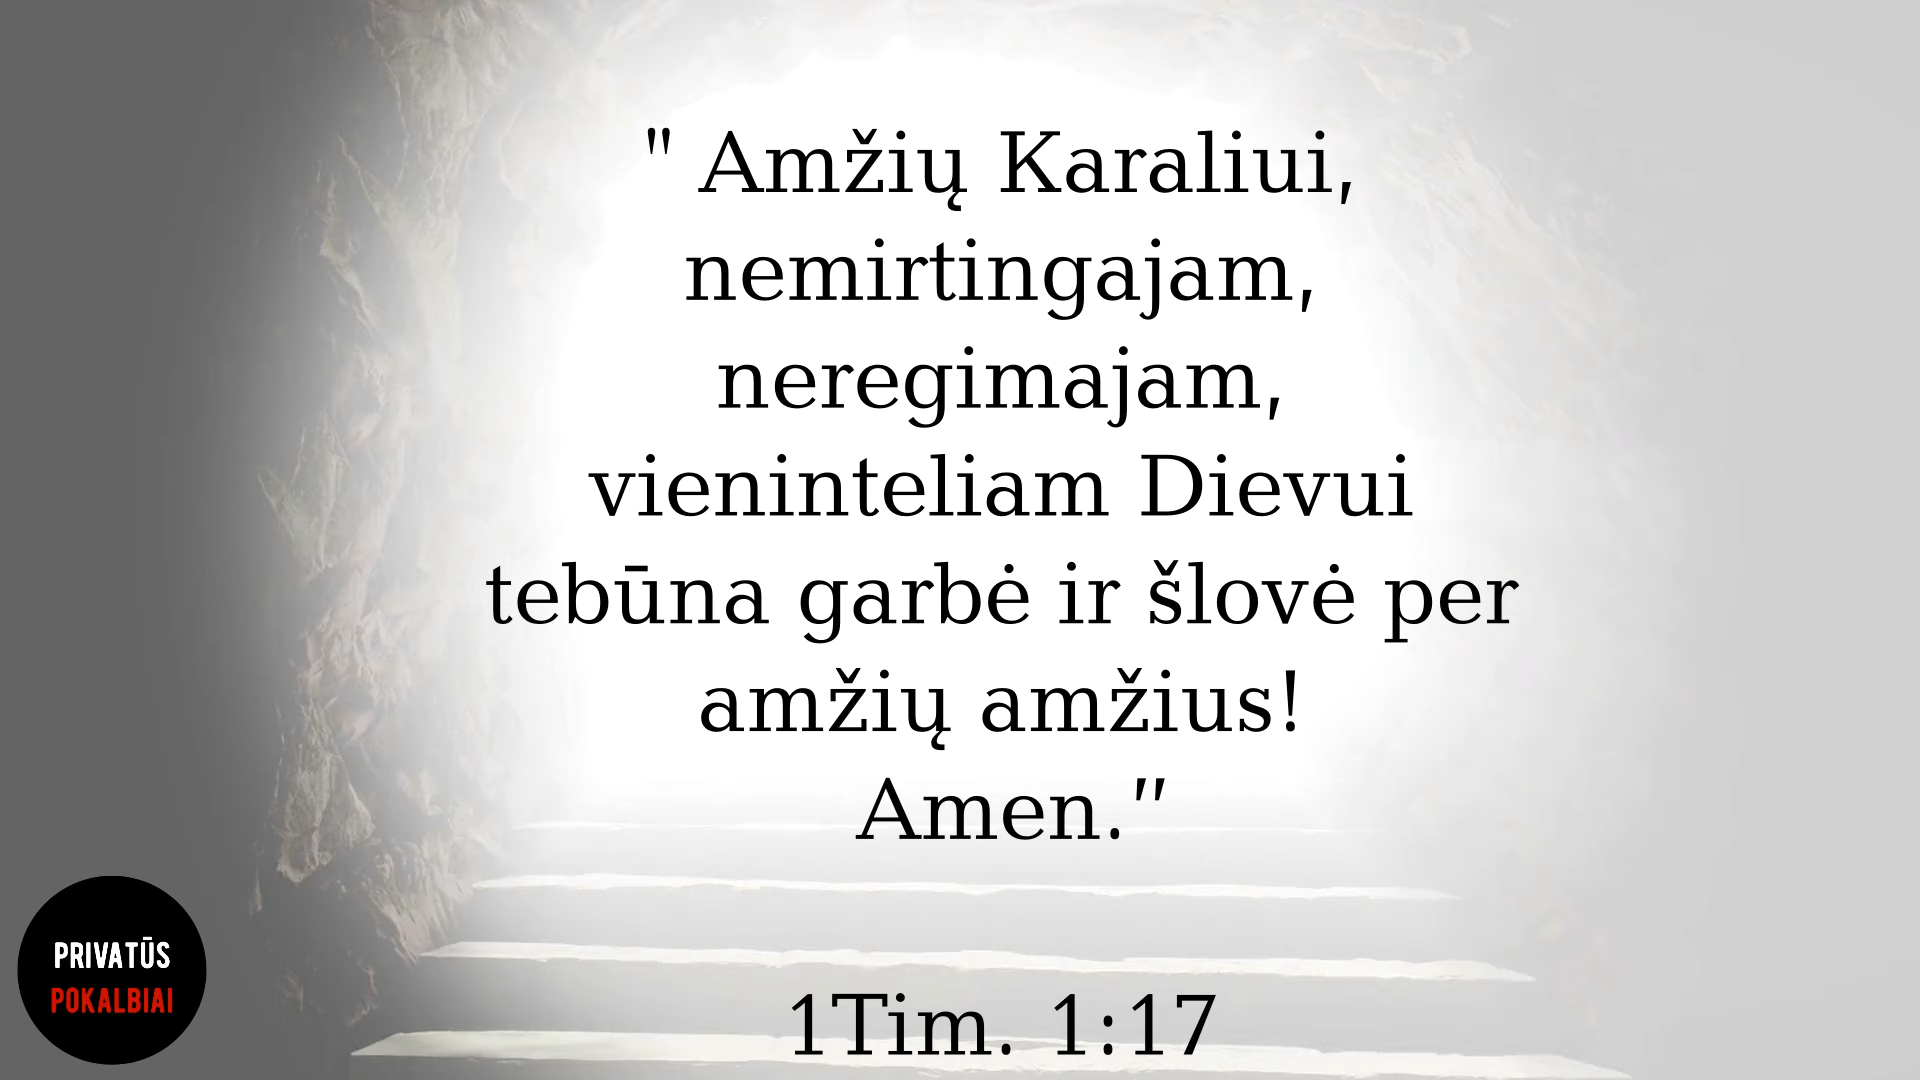 " Amžių Karaliui,
nemirtingajam,
neregimajam,
vieninteliam Dievui
tebūna garbė ir šlovė per
amžių amžius!
Amen.”
1Tim. 1:17
PRIVATŪS
POKALBIAI